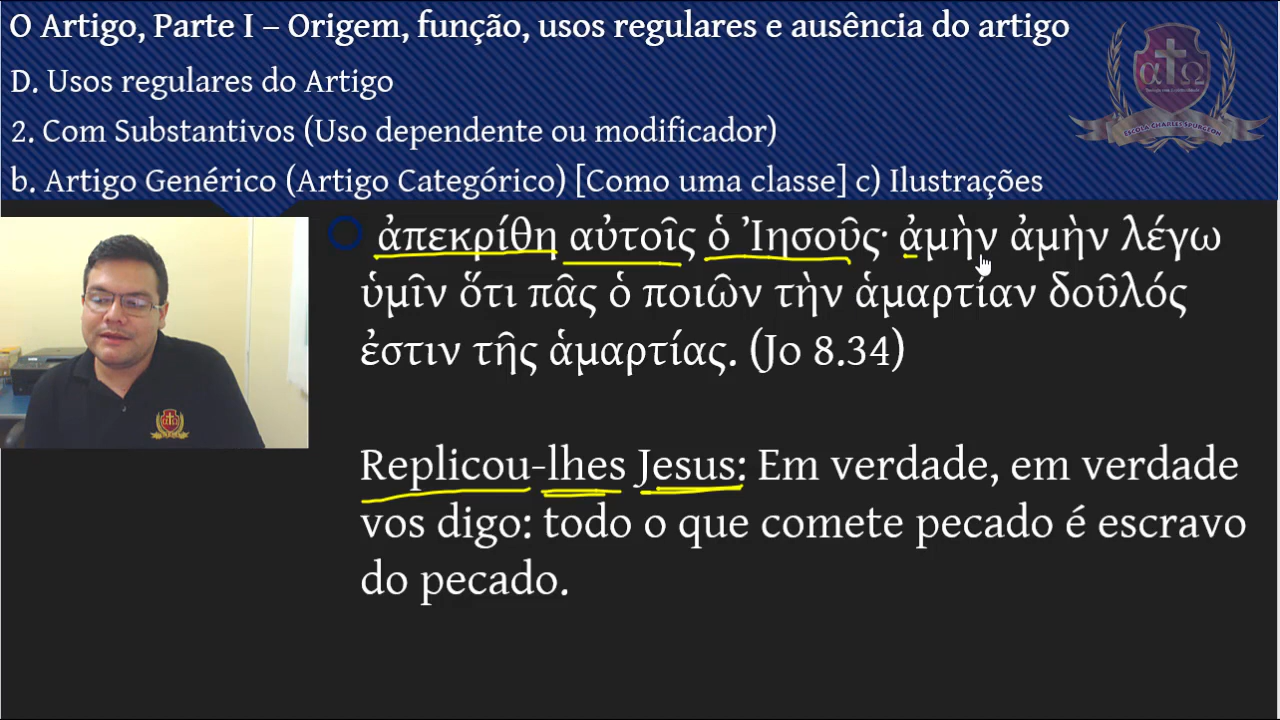 O Artigo, Parte I – Origem, função, usos regulares e ausência do artigo
D. Usos regulares do Artigo
2. Com Substantivos (Uso dependente ou modificador)
b. Artigo Genérico (Artigo Categórico) [Como uma classe] c) Ilustrações
α ω
ESCOLA CHARLES SPURGEON
ἀπεκρίθη αὐτοῖς ὁ Ἰησοῦς· ἀμὴν ἀμὴν λέγω
ὑμῖν ὅτι πᾶς ὁ ποιῶν τὴν ἁμαρτίαν δοῦλός
ἐστιν τῆς ἁμαρτίας. (Jo 8.34)
Replicou-lhes Jesus: Em verdade, em verdade
vos digo: todo o que comete pecado é escravo
do pecado.